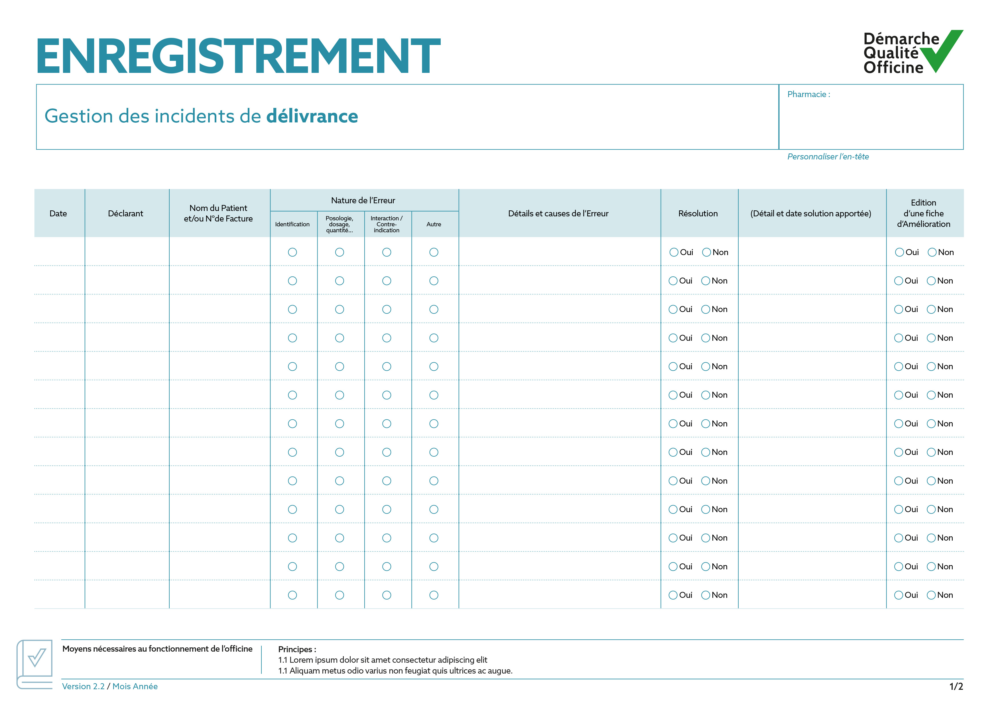 ENREGISTREMENT
Démarche
Qualité
Officine
Gestion des incidents de délivrance
Pharmacie :
Personnaliser l'en-tête
Date
Déclarant
Nom du Patient
et/ou N°de Facture
Nature de l'Erreur
Identification
Posologie,
dosage,
quantité...
Interaction /
Contre-
indication
Autre
Détails et causes de l'Erreur
Résolution
(Détail et date solution apportée)
Edition
d'une fiche
d'Amélioration
Oui Non Oui Non
Oui Non Oui Non
Oui Non Oui Non
Oui Non Oui Non
Oui Non Oui Non
Oui Non Oui Non
Oui Non Oui Non
Oui Non Oui Non
Oui Non Oui Non
Oui Non Oui Non
Oui Non Oui Non
Oui Non Oui Non
Oui Non Oui Non
Moyens nécessaires au fonctionnement de l'officine
Principes :
1.1 Lorem ipsum dolor sit amet consectetur adipiscing elit
1.1 Aliquam metus odio varius non feugiat quis ultrices ac augue.
Version 2.2 / Mois Année
1/2